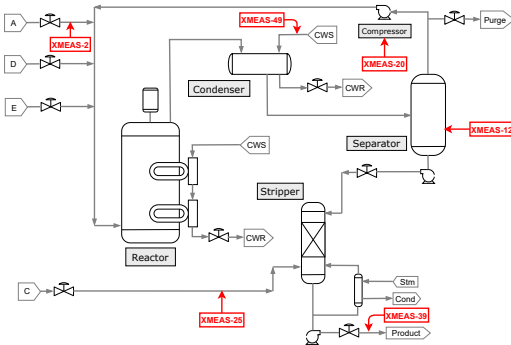 A
XMEAS-2
D
E
XMEAS-49
CWS
Condenser
CWR
Compressor
XMEAS-20
Purge
XMEAS-12
Separator
CWS
Stripper
CWR
Reactor
C
XMEAS-25
Stm
Cond
XMEAS-39
Product